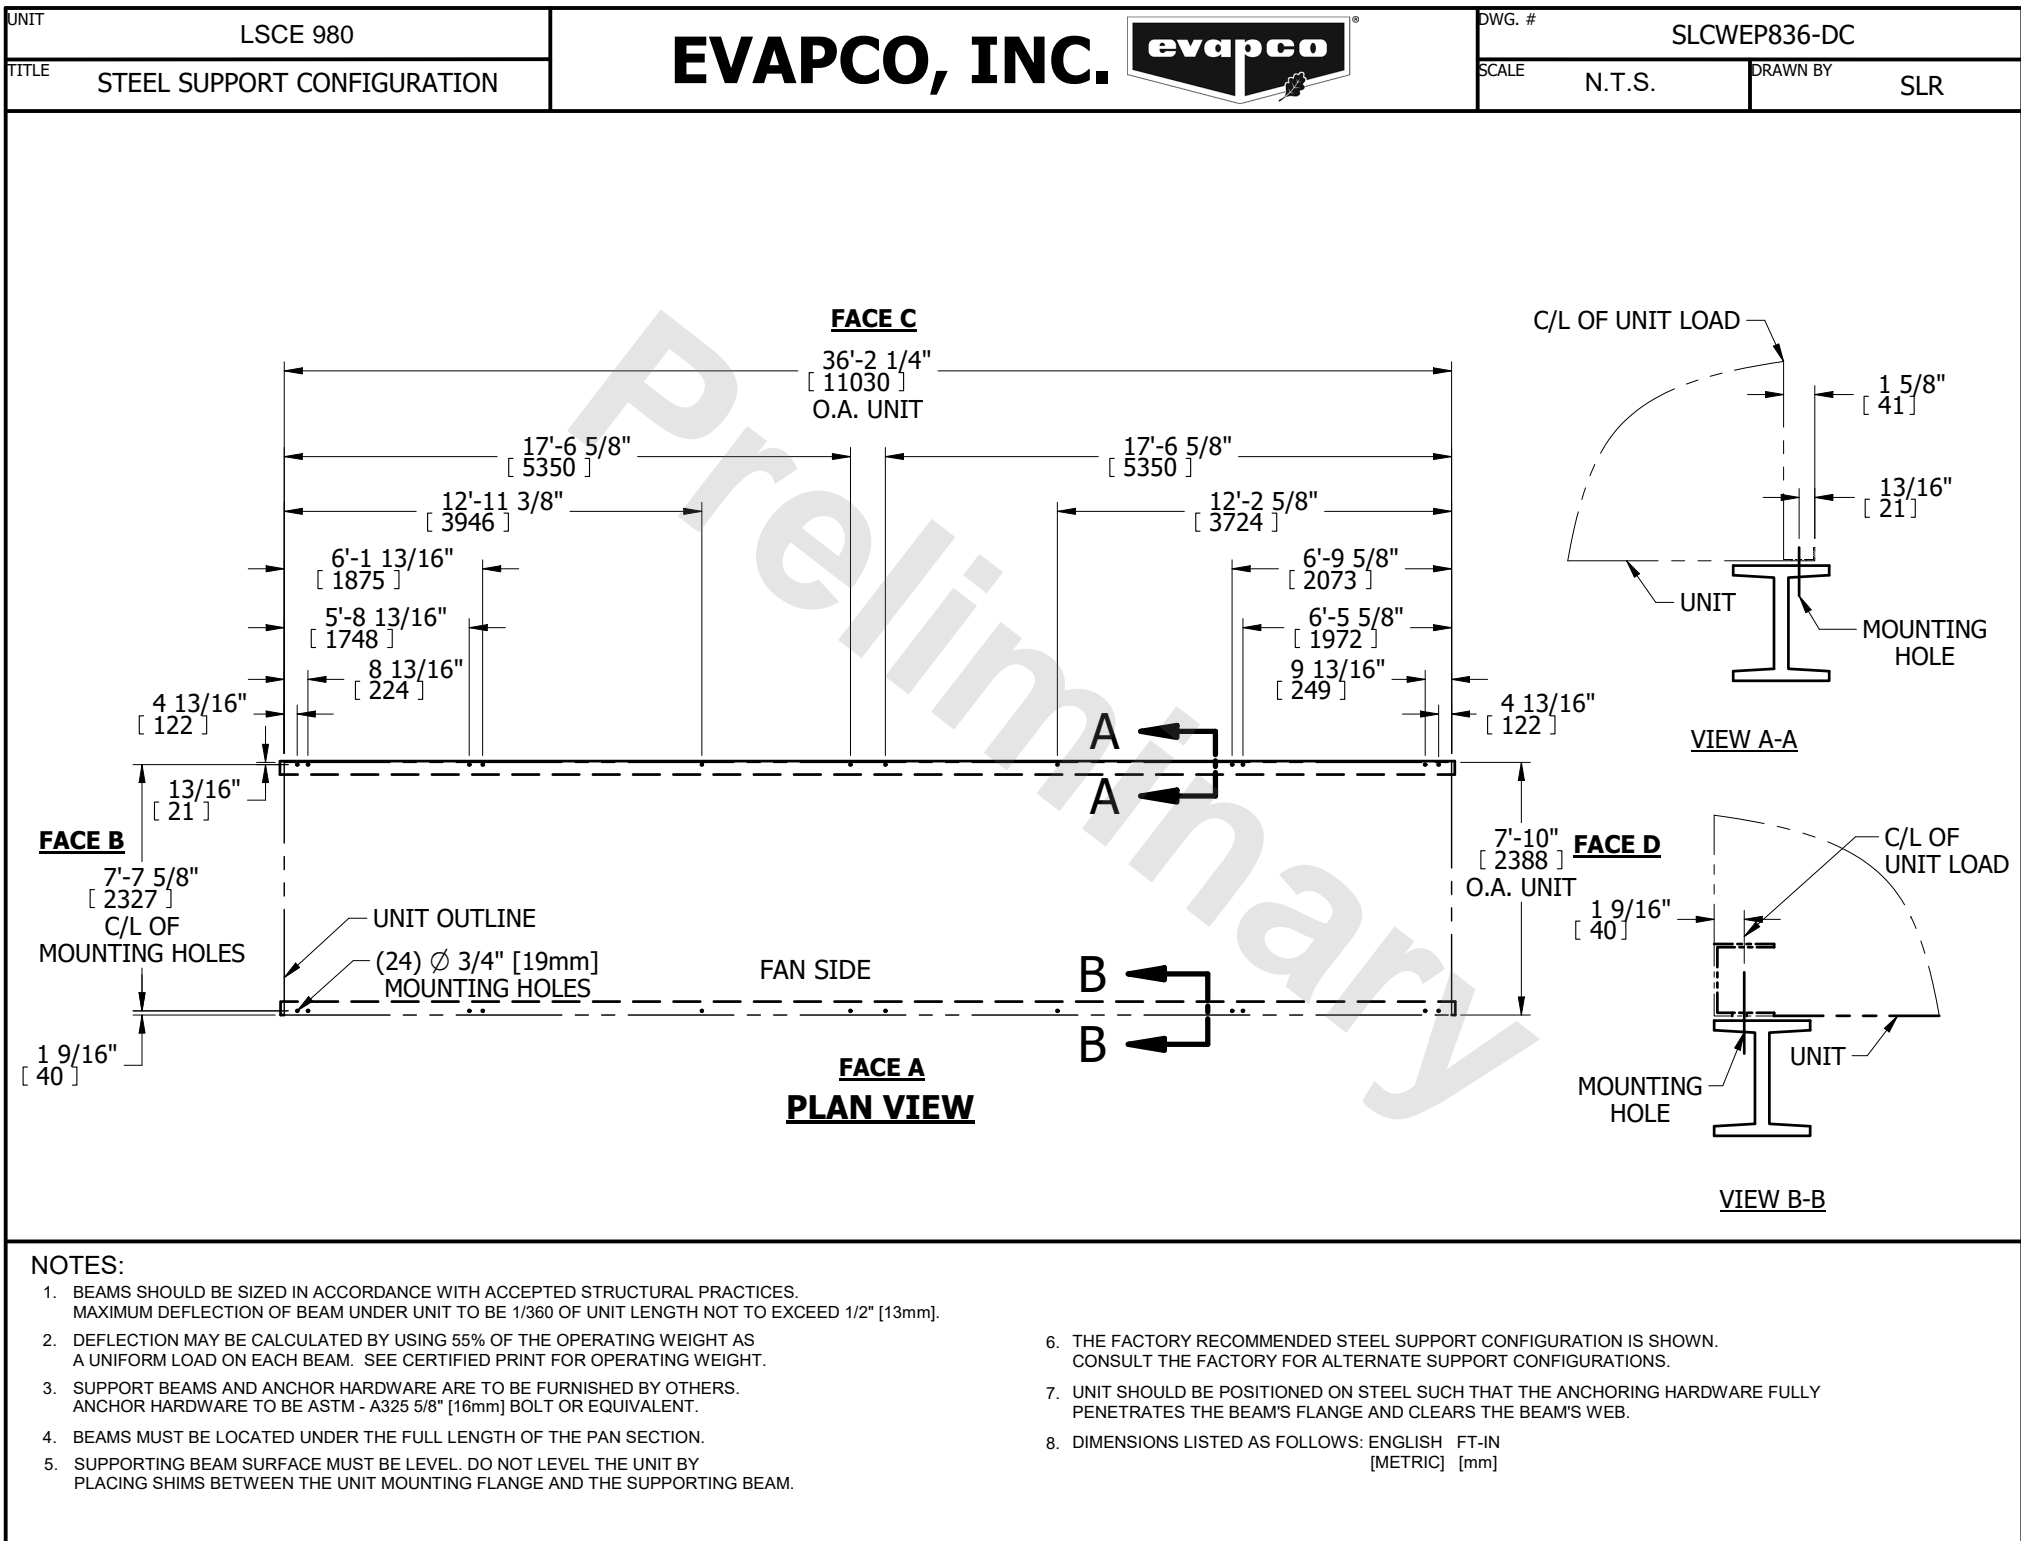 UNIT
LSCE 980
TITLE
STEEL SUPPORT CONFIGURATION
EVAPCO, INC.
evapco
®
DWG. #
SLCWEP836-DC
SCALE
N.T.S.
DRAWN BY
SLR
Preliminary
FACE C
36'-2 1/4"
[ 11030 ]
O.A. UNIT
17'-6 5/8"
[ 5350 ]
17'-6 5/8"
[ 5350 ]
12'-11 3/8"
[ 3946 ]
12'-2 5/8"
[ 3724 ]
6'-1 13/16"
[ 1875 ]
6'-9 5/8"
[ 2073 ]
5'-8 13/16"
[ 1748 ]
6'-5 5/8"
[ 1972 ]
8 13/16"
[ 224 ]
9 13/16"
[ 249 ]
4 13/16"
[ 122 ]
4 13/16"
[ 122 ]
A
A
13/16"
[ 21 ]
FACE B
7'-7 5/8"
[ 2327 ]
C/L OF
MOUNTING HOLES
7'-10"
[ 2388 ]
O.A. UNIT
FACE D
UNIT OUTLINE
(24) Ø 3/4" [19mm]
MOUNTING HOLES
FAN SIDE
B
B
1 9/16"
[ 40 ]
FACE A
PLAN VIEW
C/L OF UNIT LOAD
1 5/8"
[ 41 ]
13/16"
[ 21 ]
UNIT
MOUNTING
HOLE
VIEW A-A
C/L OF
UNIT LOAD
1 9/16"
[ 40 ]
UNIT
MOUNTING
HOLE
VIEW B-B
NOTES:
1. BEAMS SHOULD BE SIZED IN ACCORDANCE WITH ACCEPTED STRUCTURAL PRACTICES.
MAXIMUM DEFLECTION OF BEAM UNDER UNIT TO BE 1/360 OF UNIT LENGTH NOT TO EXCEED 1/2" [13mm].
2. DEFLECTION MAY BE CALCULATED BY USING 55% OF THE OPERATING WEIGHT AS
A UNIFORM LOAD ON EACH BEAM. SEE CERTIFIED PRINT FOR OPERATING WEIGHT.
3. SUPPORT BEAMS AND ANCHOR HARDWARE ARE TO BE FURNISHED BY OTHERS.
ANCHOR HARDWARE TO BE ASTM - A325 5/8" [16mm] BOLT OR EQUIVALENT.
4. BEAMS MUST BE LOCATED UNDER THE FULL LENGTH OF THE PAN SECTION.
5. SUPPORTING BEAM SURFACE MUST BE LEVEL. DO NOT LEVEL THE UNIT BY
PLACING SHIMS BETWEEN THE UNIT MOUNTING FLANGE AND THE SUPPORTING BEAM.
6. THE FACTORY RECOMMENDED STEEL SUPPORT CONFIGURATION IS SHOWN.
CONSULT THE FACTORY FOR ALTERNATE SUPPORT CONFIGURATIONS.
7. UNIT SHOULD BE POSITIONED ON STEEL SUCH THAT THE ANCHORING HARDWARE FULLY
PENETRATES THE BEAM'S FLANGE AND CLEARS THE BEAM'S WEB.
8. DIMENSIONS LISTED AS FOLLOWS: ENGLISH FT-IN
[METRIC] [mm]